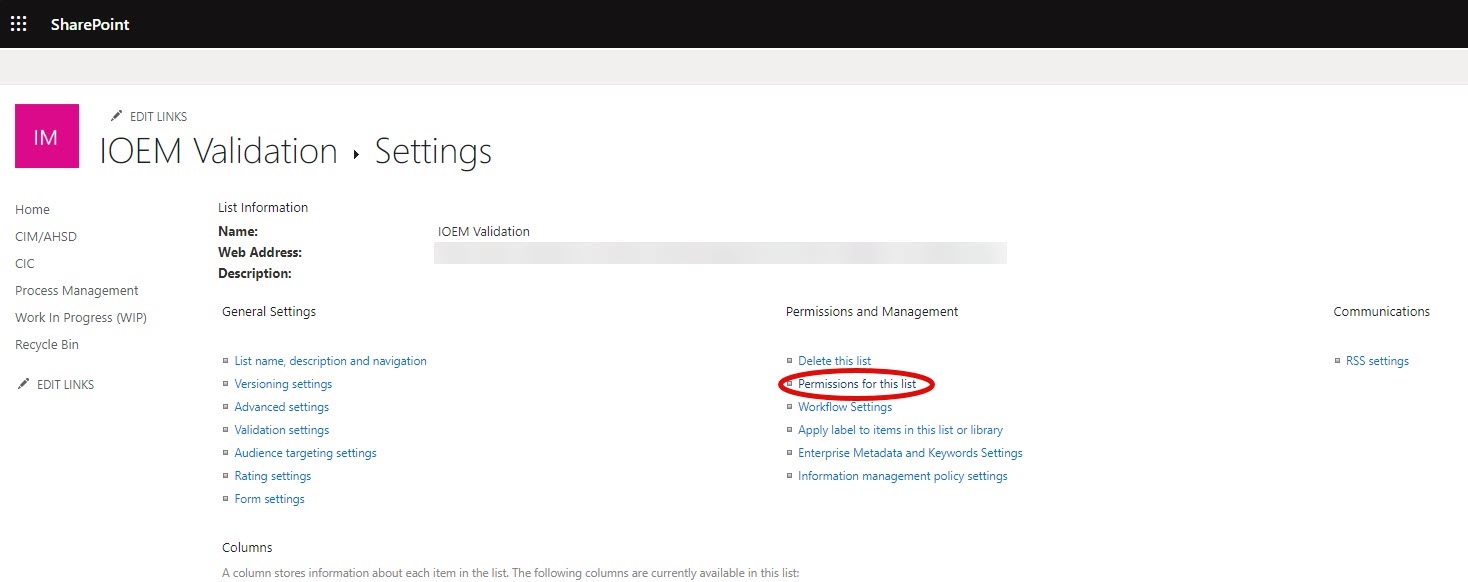 SharePoint
EDIT LINKS
IM
IOEM Validation ▸ Settings
Home
CIM/AHSD
CIC
Process Management
Work In Progress (WIP)
Recycle Bin
EDIT LINKS
List Information
Name: IOEM Validation
Web Address:
Description:
General Settings
List name, description and navigation
Versioning settings
Advanced settings
Validation settings
Audience targeting settings
Rating settings
Form settings
Permissions and Management
Delete this list
Permissions for this list
Workflow Settings
Apply label to items in this list or library
Enterprise Metadata and Keywords Settings
Information management policy settings
Communications
RSS settings
Columns
A column stores information about each item in the list. The following columns are currently available in this list: